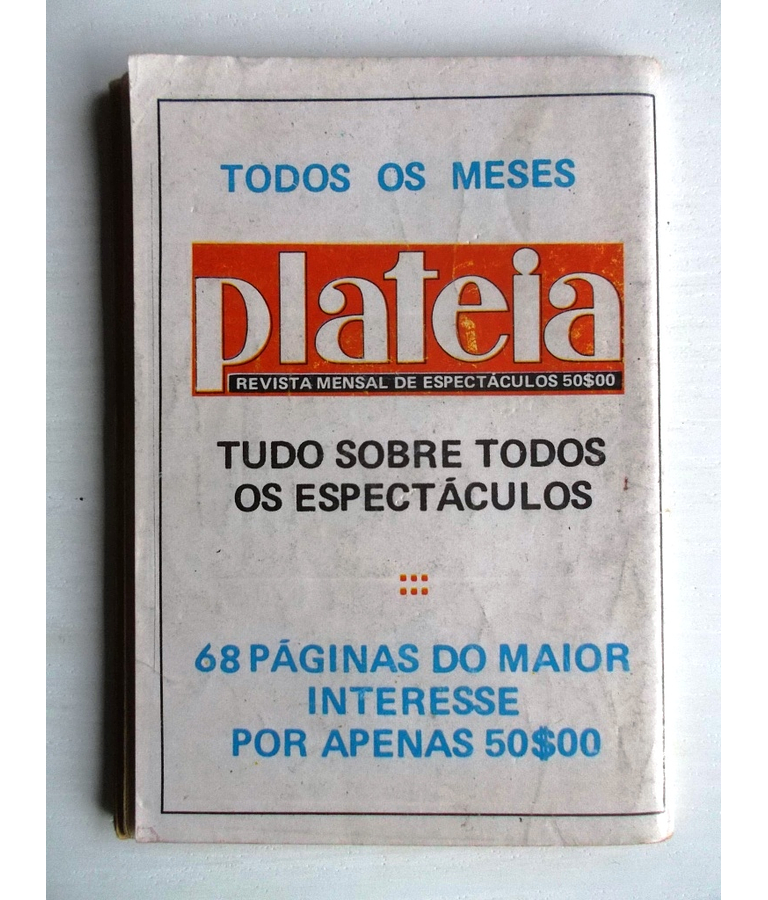 TODOS OS MESES
plateia
REVISTA MENSAL DE ESPECTÁCULOS 50$00
TUDO SOBRE TODOS
OS ESPECTÁCULOS
68 PÁGINAS DO MAIOR
INTERESSE
POR APENAS 50$00